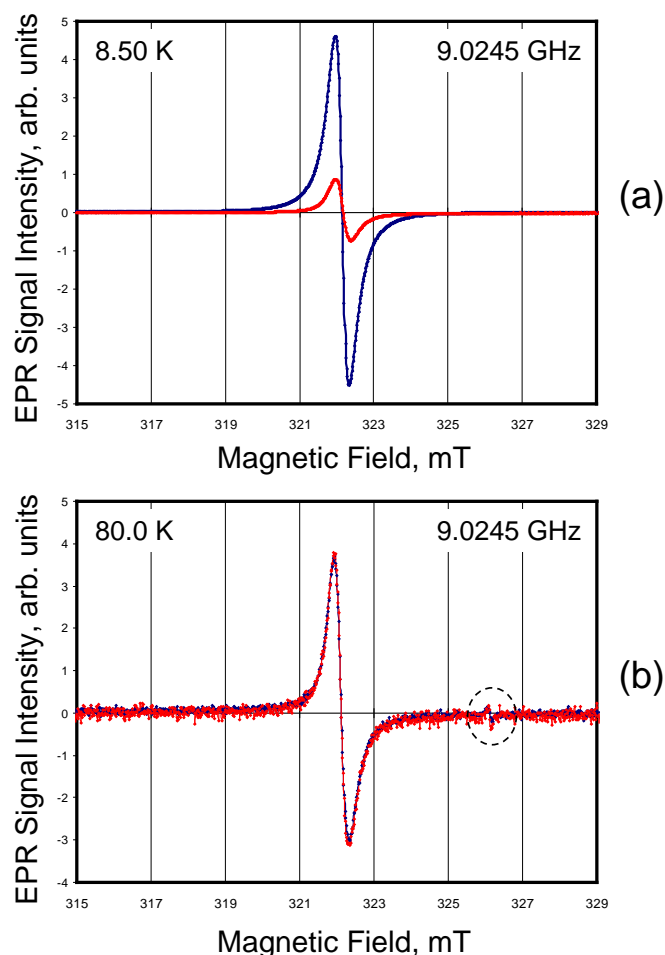 5
8.50 K 9.0245 GHz
4
3
2
1
0
-1
-2
-3
-4
-5
315 317 319 321 323 325 327 329
EPR Signal Intensity, arb. units
Magnetic Field, mT
(a)
5
80.0 K 9.0245 GHz
4
3
2
1
0
-1
-2
-3
-4
315 317 319 321 323 325 327 329
EPR Signal Intensity, arb. units
Magnetic Field, mT
(b)